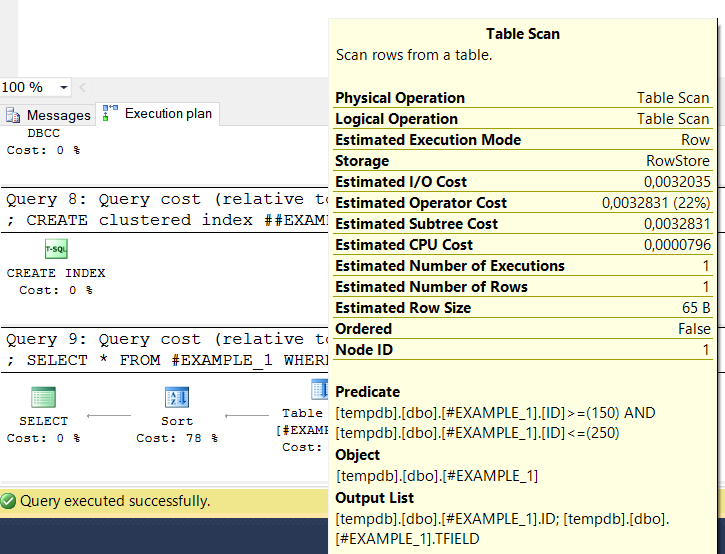 100 %
Messages
Execution plan
DBCC
Cost: 0 %
Query 8: Query cost (relative to
; CREATE clustered index ##EXAM
T-SQL
CREATE INDEX
Cost: 0 %
Query 9: Query cost (relative to
; SELECT * FROM #EXAMPLE_1 WHERE
SELECT
Cost: 0 %
Sort
Cost: 78 %
Table
[#EXAM
Cost:
Query executed successfully.
Table Scan
Scan rows from a table.
Physical Operation Table Scan
Logical Operation Table Scan
Estimated Execution Mode Row
Storage RowStore
Estimated I/O Cost 0,0032035
Estimated Operator Cost 0,0032831 (22%)
Estimated Subtree Cost 0,0032831
Estimated CPU Cost 0,0000796
Estimated Number of Executions 1
Estimated Number of Rows 1
Estimated Row Size 65 B
Ordered False
Node ID 1
Predicate
[tempdb].[dbo].[#EXAMPLE_1].[ID]>=(150) AND
[tempdb].[dbo].[#EXAMPLE_1].[ID]<=(250)
Object
[tempdb].[dbo].[#EXAMPLE_1]
Output List
[tempdb].[dbo].[#EXAMPLE_1].ID; [tempdb].[dbo].
[#EXAMPLE_1].TFIELD